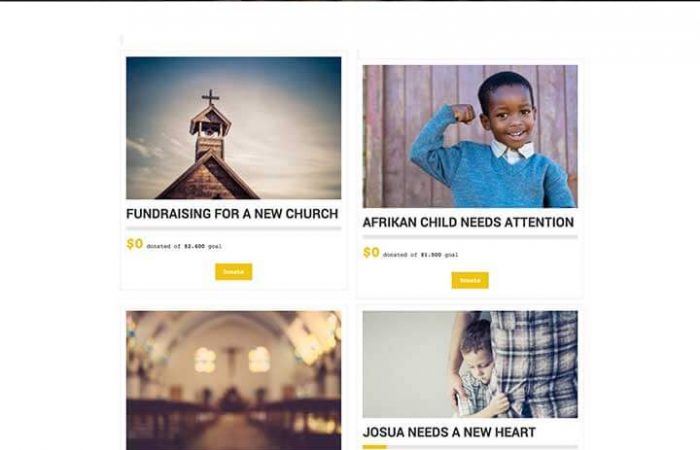 FUNDRAISING FOR A NEW CHURCH
$0 donated of $2.600 goal
Donate
AFRIKAN CHILD NEEDS ATTENTION
$0 donated of $1.500 goal
Donate
JOSUA NEEDS A NEW HEART